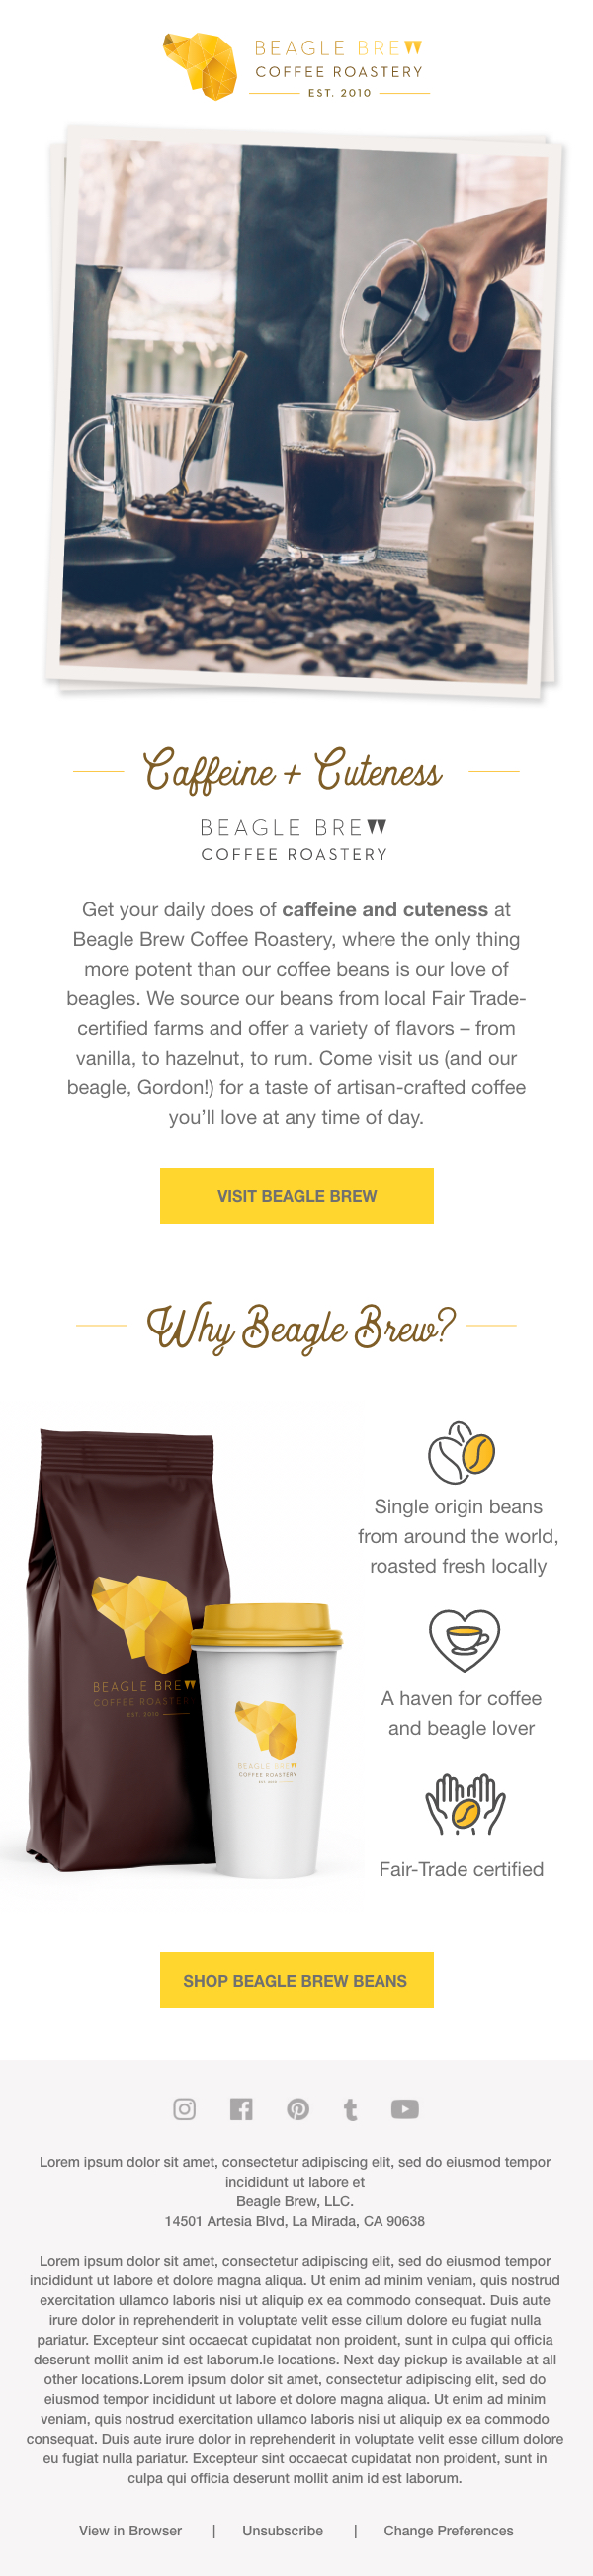 BEAGLE BREW
COFFEE ROASTERY
EST. 2010
Caffeine + Cuteness
BEAGLE BREW
COFFEE ROASTERY
Get your daily does of caffeine and cuteness at
Beagle Brew Coffee Roastery, where the only thing
more potent than our coffee beans is our love of
beagles. We source our beans from local Fair Trade-
certified farms and offer a variety of flavors – from
vanilla, to hazelnut, to rum. Come visit us (and our
beagle, Gordon!) for a taste of artisan-crafted coffee
you’ll love at any time of day.
VISIT BEAGLE BREW
Why Beagle Brew?
Single origin beans
from around the world,
roasted fresh locally
A haven for coffee
and beagle lover
Fair-Trade certified
BEAGLE BREW
COFFEE ROASTER
EST. 2010
BEAGLE BREW
COFFEE ROASTERY
EST. 2010
SHOP BEAGLE BREW BEANS
Lorem ipsum dolor sit amet, consectetur adipiscing elit, sed do eiusmod tempor
incididunt ut labore et
Beagle Brew, LLC.
14501 Artesia Blvd, La Mirada, CA 90638
Lorem ipsum dolor sit amet, consectetur adipiscing elit, sed do eiusmod tempor
incididunt ut labore et dolore magna aliqua. Ut enim ad minim veniam, quis nostrud
exercitation ullamco laboris nisi ut aliquip ex ea commodo consequat. Duis aute
irure dolor in reprehenderit in voluptate velit esse cillum dolore eu fugiat nulla
pariatur. Excepteur sint occaecat cupidatat non proident, sunt in culpa qui officia
deserunt mollit anim id est laborum.le locations. Next day pickup is available at all
other locations.Lorem ipsum dolor sit amet, consectetur adipiscing elit, sed do
eiusmod tempor incididunt ut labore et dolore magna aliqua. Ut enim ad minim
veniam, quis nostrud exercitation ullamco laboris nisi ut aliquip ex ea commodo
consequat. Duis aute irure dolor in reprehenderit in voluptate velit esse cillum dolore
eu fugiat nulla pariatur. Excepteur sint occaecat cupidatat non proident, sunt in
culpa qui officia deserunt mollit anim id est laborum.
View in Browser | Unsubscribe | Change Preferences